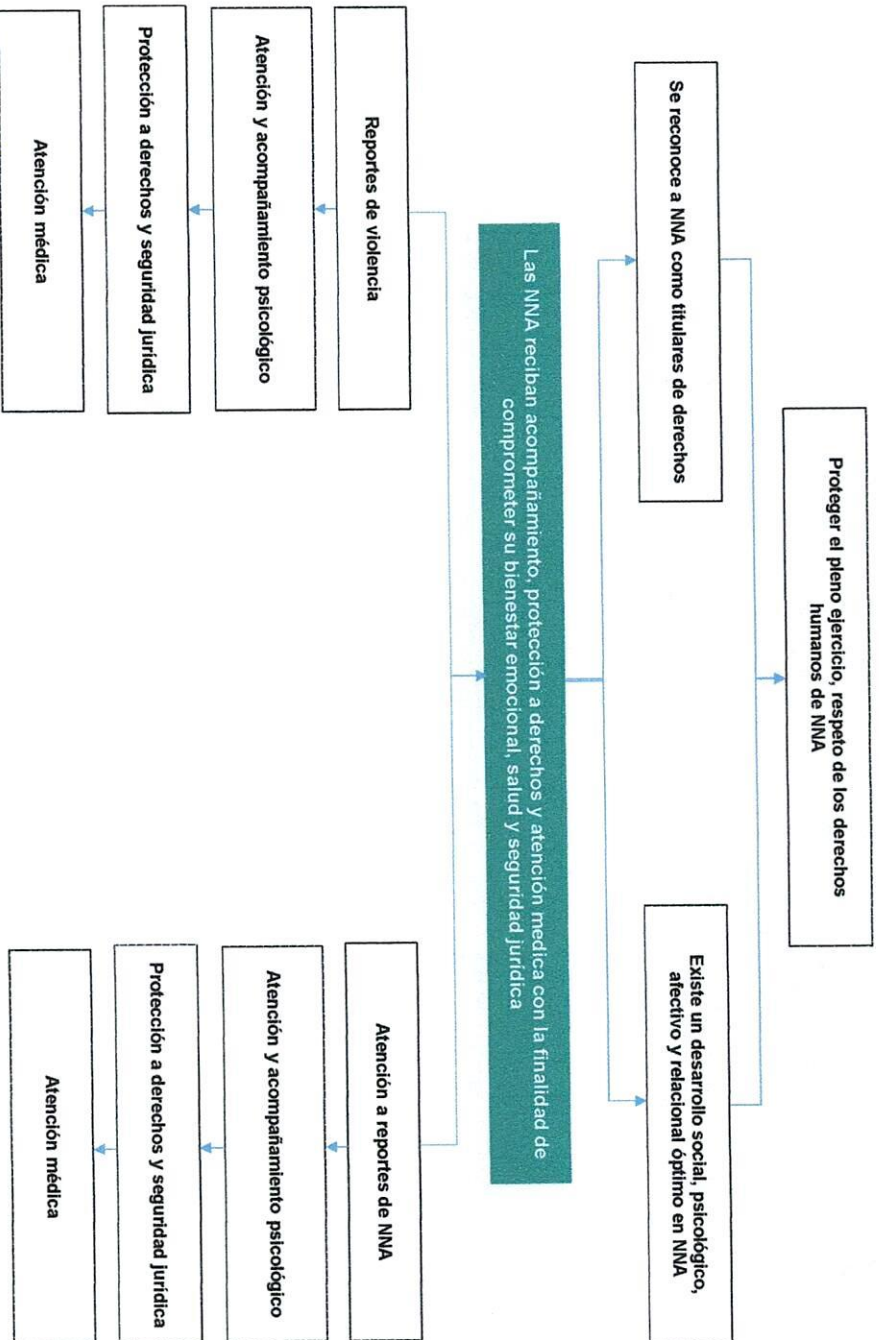 Proteger el pleno ejercicio, respeto de los derechos
humanos de NNA
Se reconoce a NNA como titulares de derechos
Existe un desarrollo social, psicológico,
afectivo y relacional óptimo en NNA
Las NNA reciban acompañamiento, protección a derechos y atención medica con la finalidad de
comprometer su bienestar emocional, salud y seguridad jurídica
Reportes de violencia
Atención y acompañamiento psicológico
Protección a derechos y seguridad jurídica
Atención médica
Atención a reportes de NNA
Atención y acompañamiento psicológico
Protección a derechos y seguridad jurídica
Atención médica